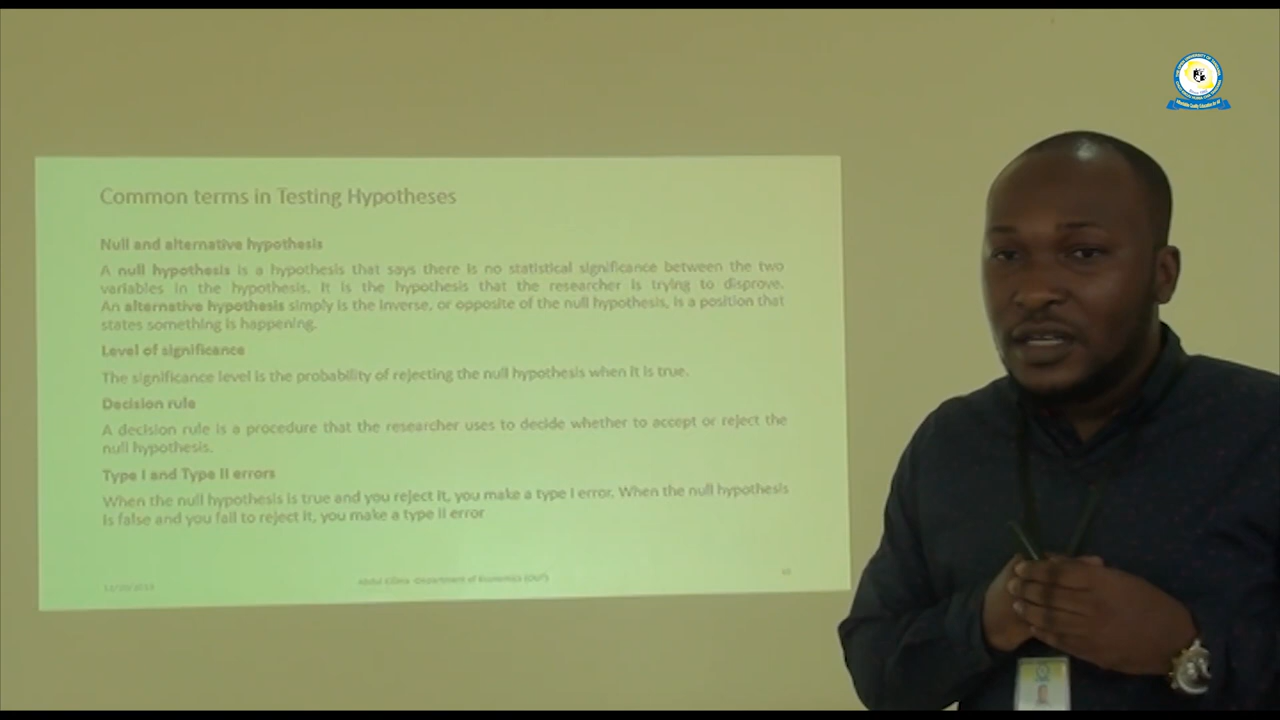 Common terms in Testing Hypotheses
Null and alternative hypothesis
A null hypothesis is a hypothesis that says there is no statistical significance between the two
variables in the hypothesis. It is the hypothesis that the researcher is trying to disprove.
An alternative hypothesis simply is the inverse, or opposite of the null hypothesis, is a position that
states something is happening.
Level of significance
The significance level is the probability of rejecting the null hypothesis when it is true.
Decision rule
A decision rule is a procedure that the researcher uses to decide whether to accept or reject the
null hypothesis.
Type I and Type II errors
When the null hypothesis is true and you reject it, you make a type I error. When the null hypothesis
is false and you fail to reject it, you make a type II error
Department of Economics (OUT)